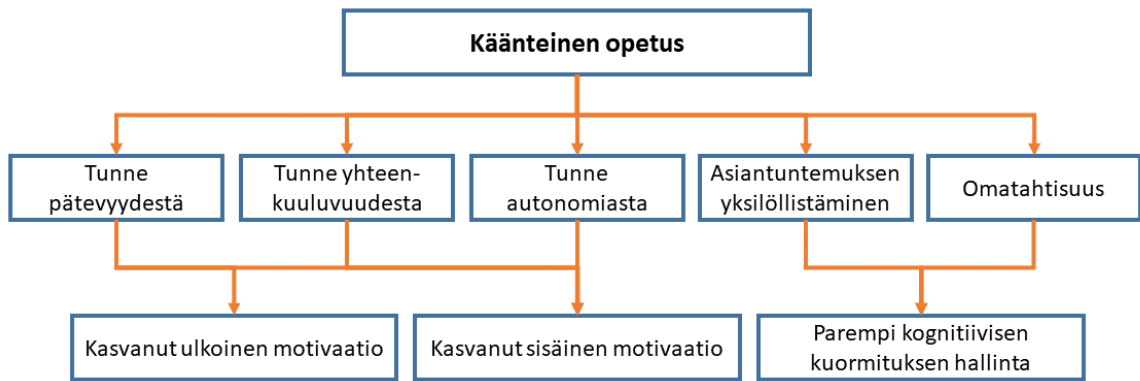 Käänteinen opetus
Tunne
pätevyydestä
Tunne yhteen-
kuuluvuudesta
Tunne
autonomiasta
Asiantuntemuksen
yksilöllistäminen
Omatahtisuus
Kasvanut ulkoinen motivaatio
Kasvanut sisäinen motivaatio
Parempi kognitiivisen
kuormituksen hallinta